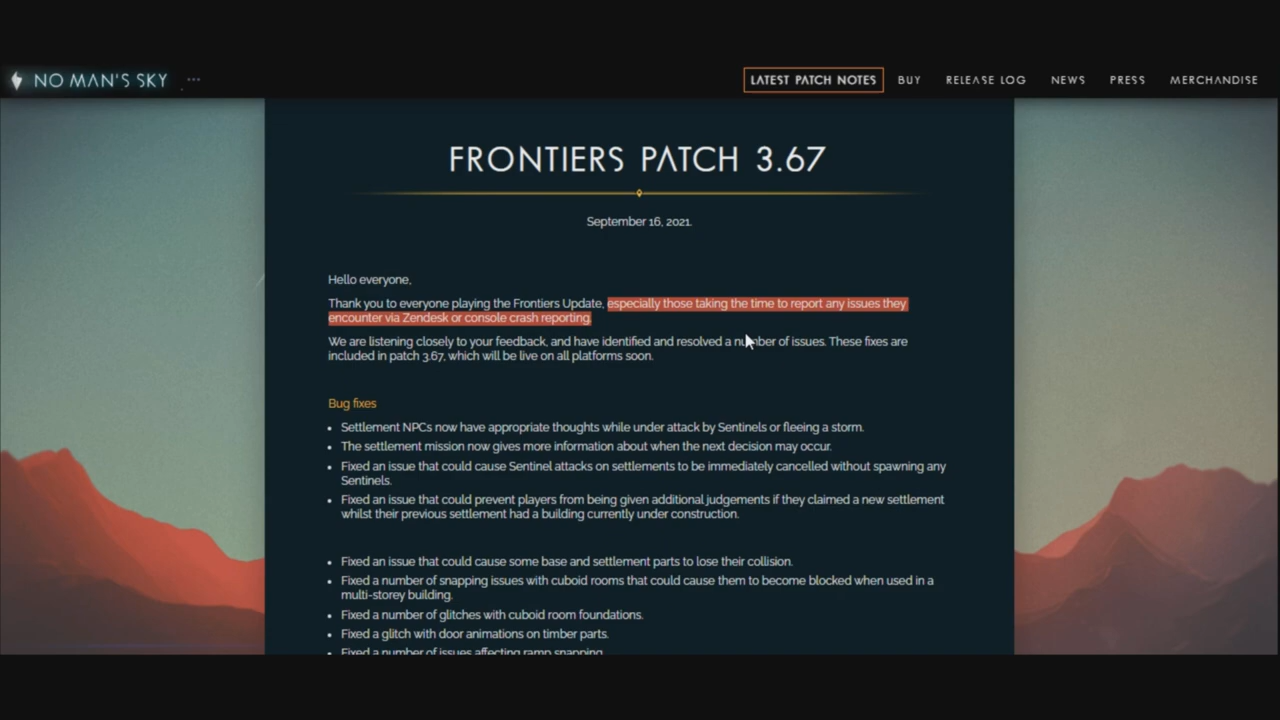 NO MAN'S SKY ...
LATEST PATCH NOTES BUY RELEASE LOG NEWS PRESS MERCHANDISE
FRONTIERS PATCH 3.67
September 16, 2021.
Hello everyone,
Thank you to everyone playing the Frontiers Update, especially those taking the time to report any issues they
encounter via Zendesk or console crash reporting.
We are listening closely to your feedback, and have identified and resolved a number of issues. These fixes are
included in patch 3.67, which will be live on all platforms soon.
Bug fixes
• Settlement NPCs now have appropriate thoughts while under attack by Sentinels or fleeing a storm.
• The settlement mission now gives more information about when the next decision may occur.
• Fixed an issue that could cause Sentinel attacks on settlements to be immediately cancelled without spawning any
Sentinels.
• Fixed an issue that could prevent players from being given additional judgements if they claimed a new settlement
whilst their previous settlement had a building currently under construction.
• Fixed an issue that could cause some base and settlement parts to lose their collision.
• Fixed a number of snapping issues with cuboid rooms that could cause them to become blocked when used in a
multi-storey building.
• Fixed a number of glitches with cuboid room foundations.
• Fixed a glitch with door animations on timber parts.
• Fixed a number of issues affecting ramp snapping.